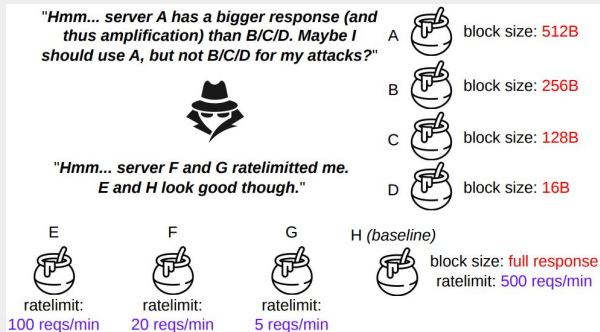 "Hmm... server A has a bigger response (and
thus amplification) than B/C/D. Maybe I
should use A, but not B/C/D for my attacks?"
A
block size: 512B
B
block size: 256B
C
block size: 128B
D
block size: 16B
"Hmm... server F and G ratelimitted me.
E and H look good though."
E
ratelimit:
100 reqs/min
F
ratelimit:
20 reqs/min
G
ratelimit:
5 reqs/min
H (baseline)
block size: full response
ratelimit: 500 reqs/min